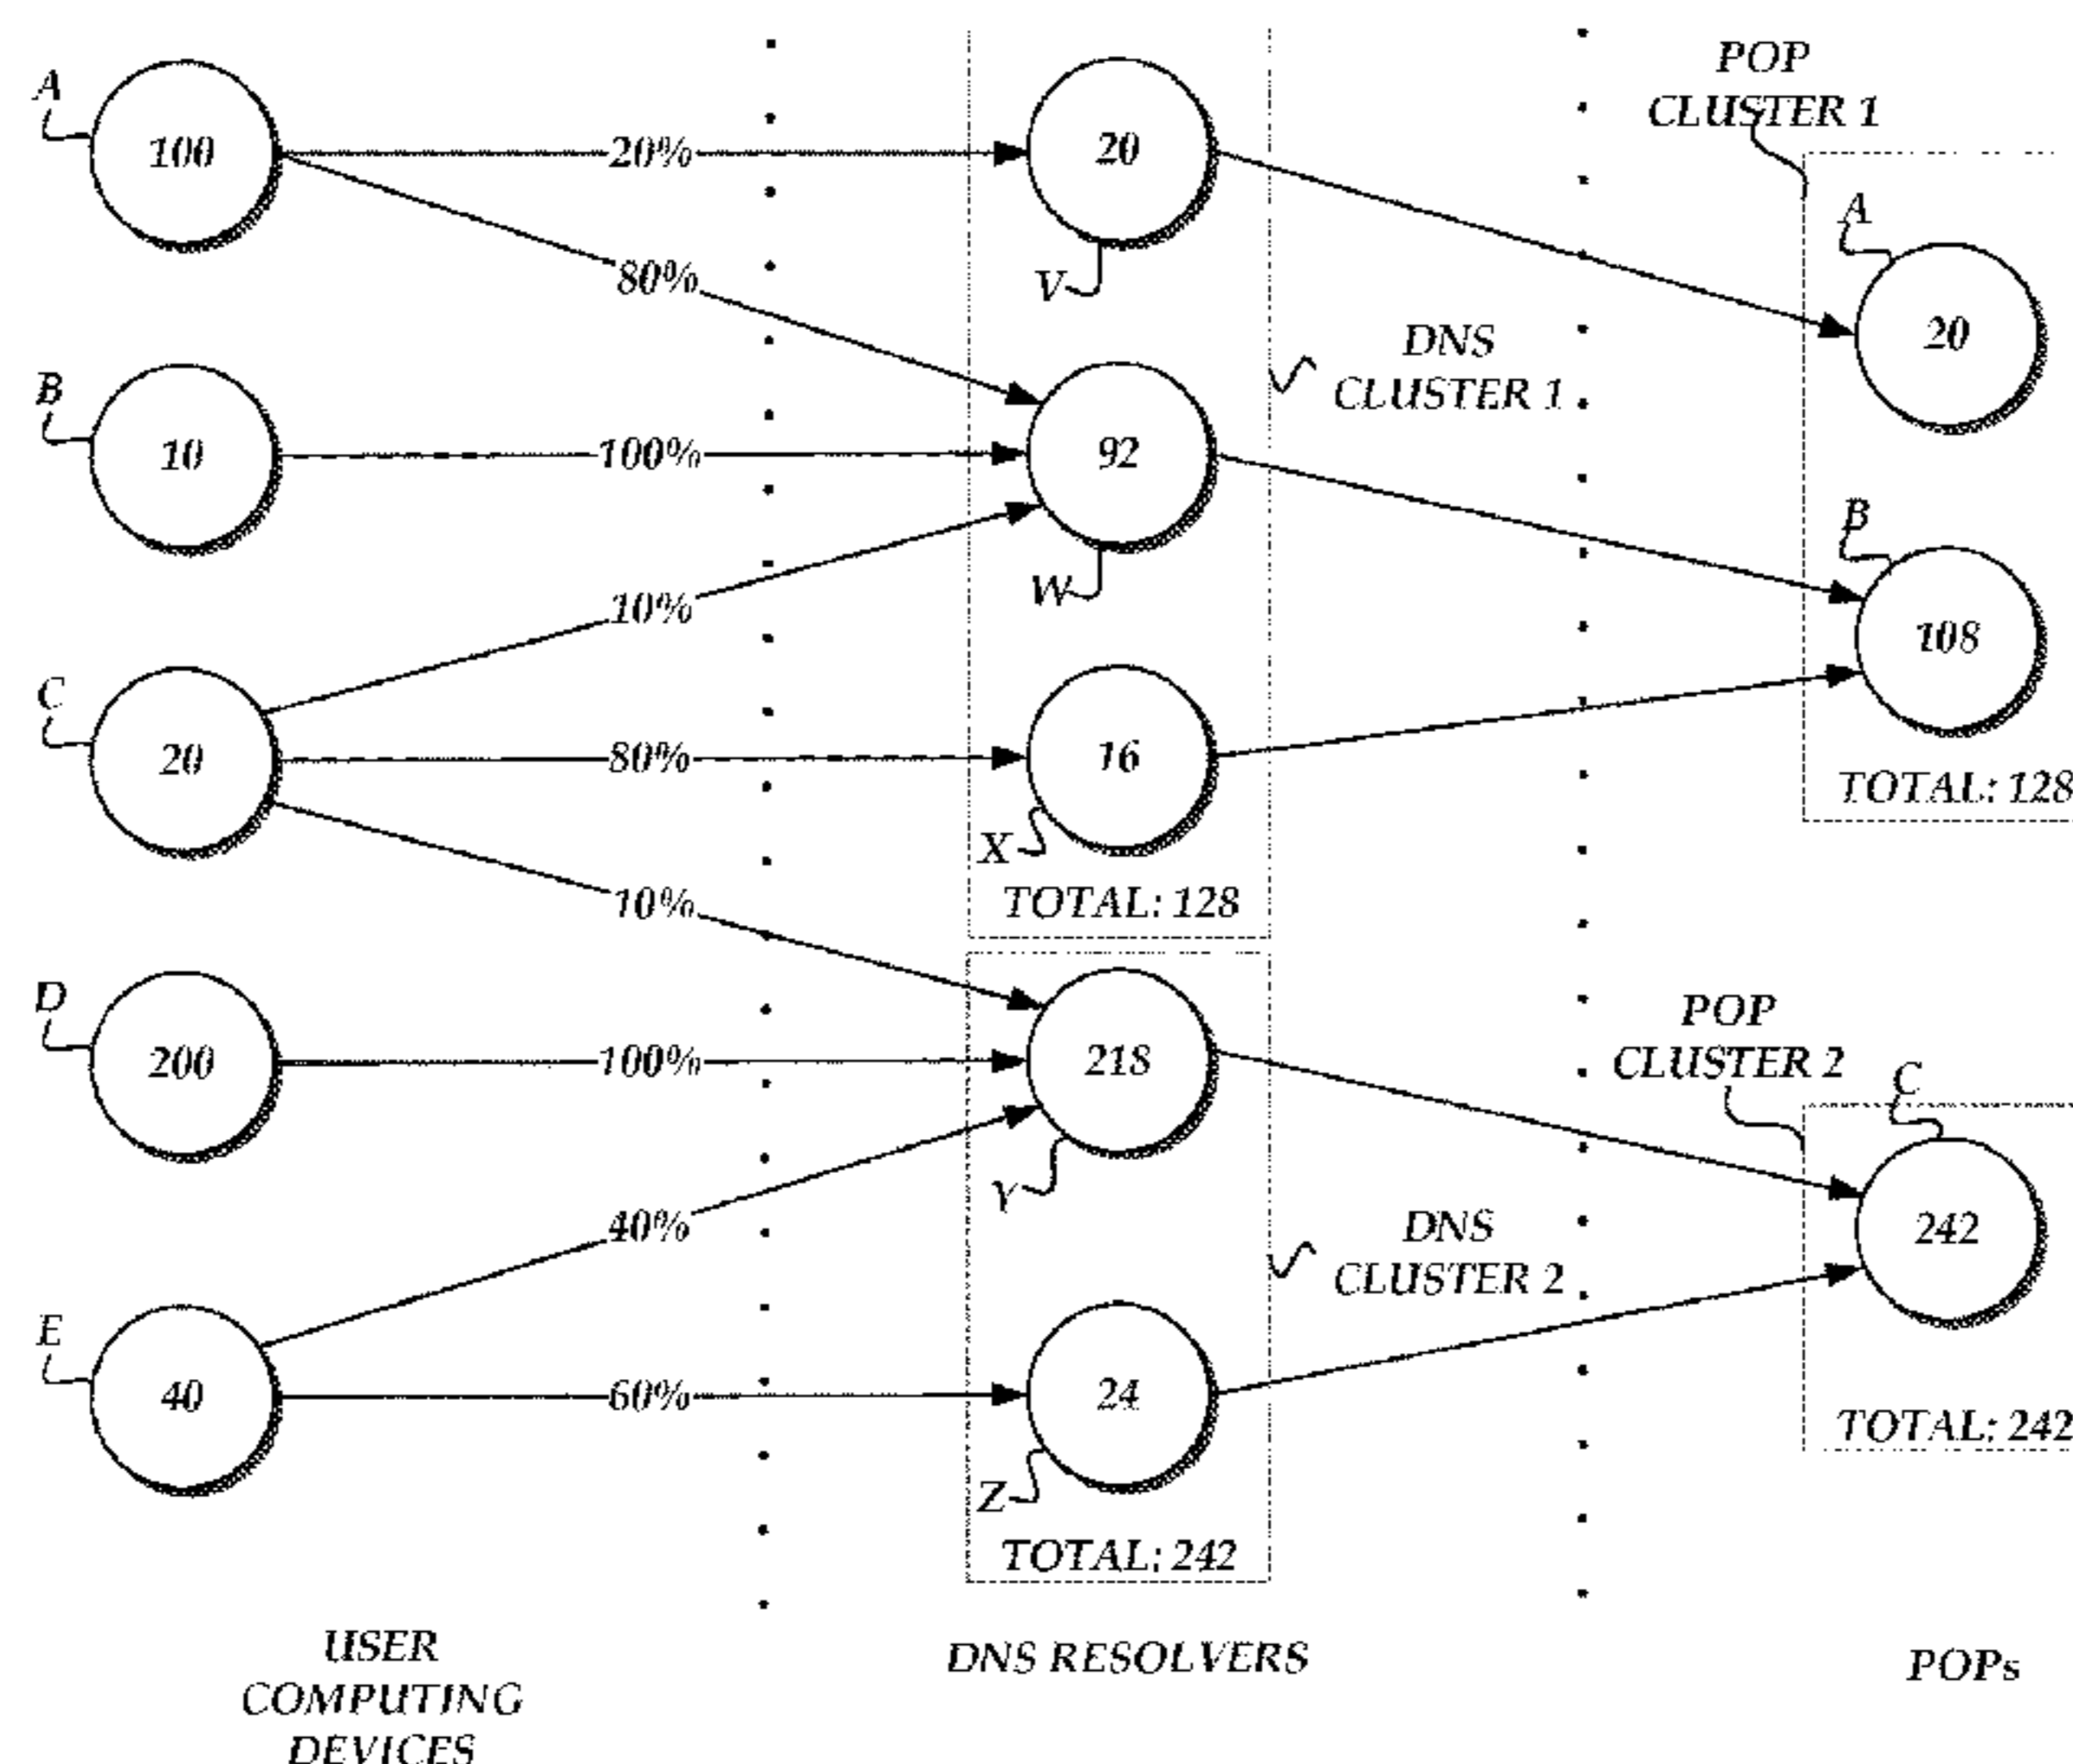 A
100
20%
20
V
POP
CLUSTER 1
A
20
80%
DNS
CLUSTER 1
B
10
100%
92
W
B
108
TOTAL: 128
10%
C
20
80%
16
X
TOTAL: 128
10%
D
200
100%
218
Y
POP
CLUSTER 2
C
242
TOTAL: 242
40%
DNS
CLUSTER 2
E
40
60%
24
Z
TOTAL: 242
USER
COMPUTING
DEVICES
DNS RESOLVERS
POPs